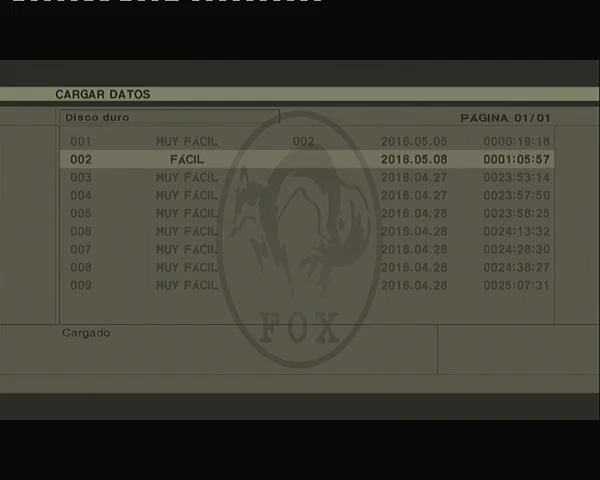 CARGAR DATOS
Disco duro PÁGINA 01/01
001 MUY FÁCIL 002 2016.05.05 0000:19:18
002 FÁCIL 2016.05.08 0001:05:57
003 MUY FÁCIL 2016.04.27 0023:53:14
004 MUY FÁCIL 2016.04.27 0023:57:50
005 MUY FÁCIL 2016.04.28 0023:58:25
006 MUY FÁCIL 2016.04.28 0024:13:32
007 MUY FÁCIL 2016.04.28 0024:28:30
008 MUY FÁCIL 2016.04.28 0024:38:27
009 MUY FÁCIL 2016.04.28 0025:07:31
FOX
Cargado